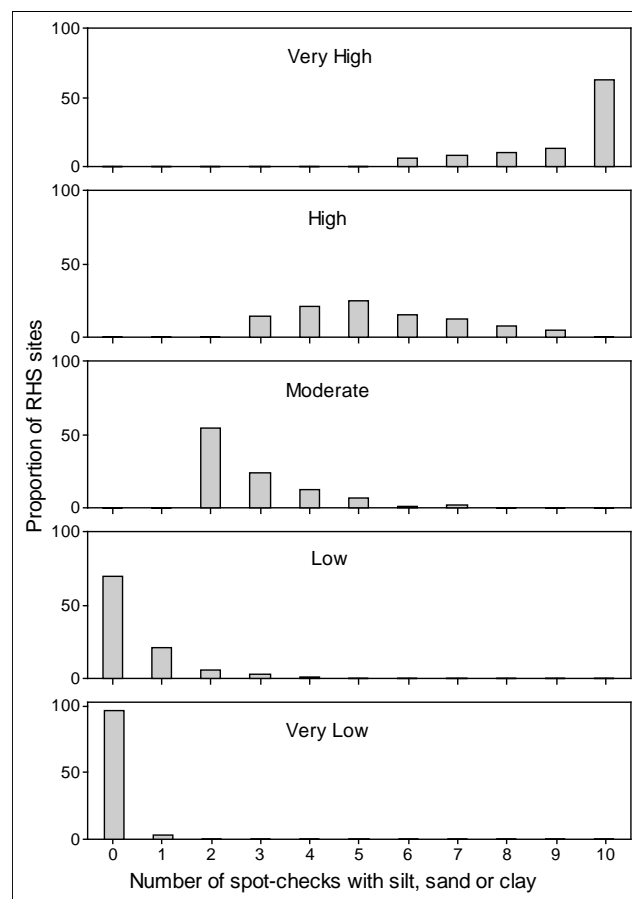 Proportion of RHS sites
100
50
0
Very High
100
50
0
High
100
50
0
Moderate
100
50
0
Low
100
50
0
Very Low
0 1 2 3 4 5 6 7 8 9 10
Number of spot-checks with silt, sand or clay